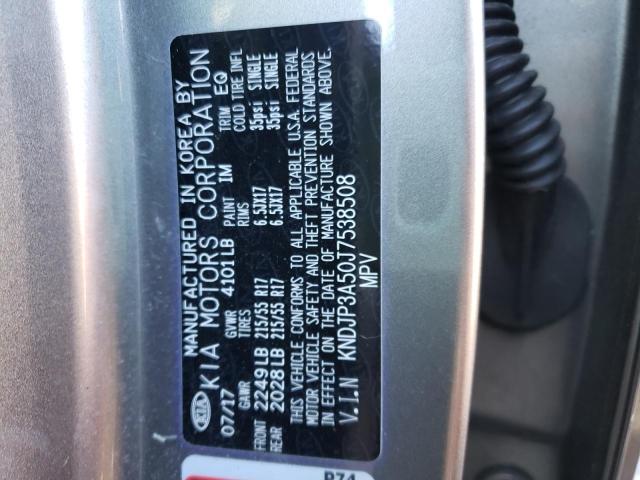 KIA
MANUFACTURED IN KOREA BY
KIA MOTORS CORPORATION
07/17 GVWR 4101LB PAINT IM TRIM EQ
GAWR TIRES RIMS COLD TIRE INFL
FRONT 2249LB 215/55 R17 6.5JX17 35psi SINGLE
REAR 2028LB 215/55 R17 6.5JX17 35psi SINGLE
THIS VEHICLE CONFORMS TO ALL APPLICABLE U.S.A. FEDERAL
MOTOR VEHICLE SAFETY AND THEFT PREVENTION STANDARDS
IN EFFECT ON THE DATE OF MANUFACTURE SHOWN ABOVE.
V.I.N KNDJP3A50J7538508
MPV